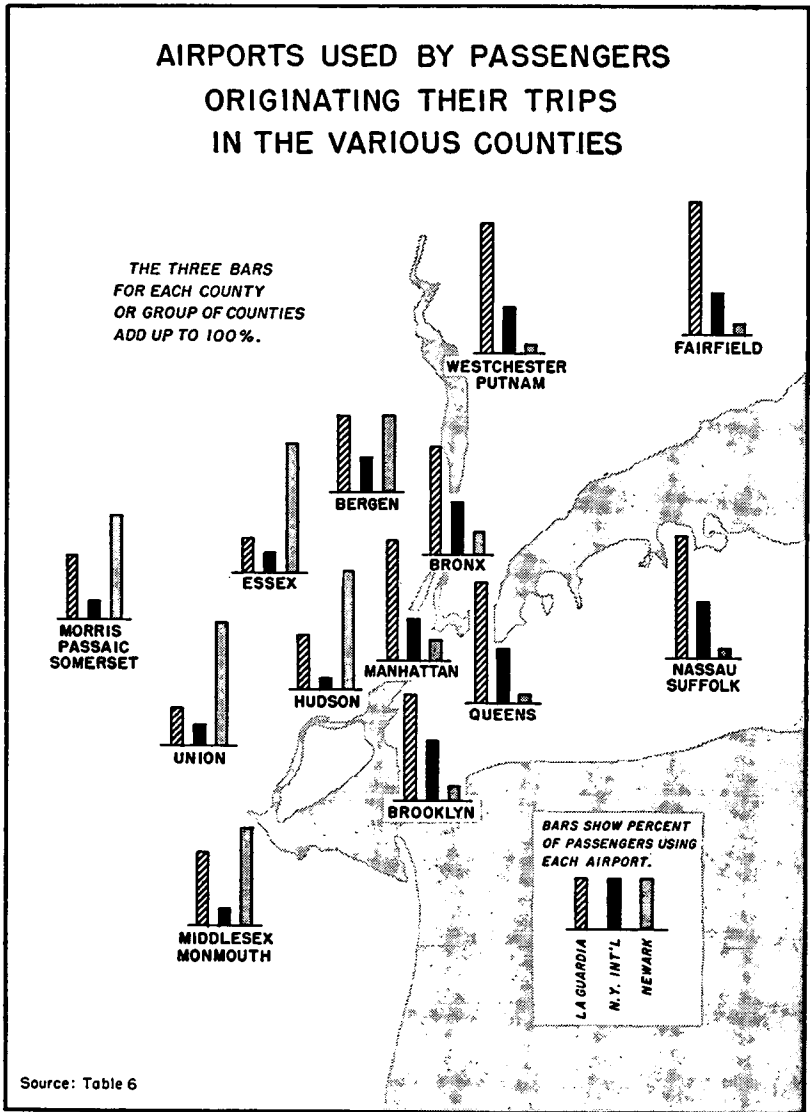 AIRPORTS USED BY PASSENGERS
ORIGINATING THEIR TRIPS
IN THE VARIOUS COUNTIES
THE THREE BARS
FOR EACH COUNTY
OR GROUP OF COUNTIES
ADD UP TO 100%.
WESTCHESTER
PUTNAM
FAIRFIELD
BERGEN
BRONX
ESSEX
MORRIS
PASSAIC
SOMERSET
MANHATTAN
HUDSON
QUEENS
NASSAU
SUFFOLK
UNION
BROOKLYN
MIDDLESEX
MONMOUTH
BARS SHOW PERCENT
OF PASSENGERS USING
EACH AIRPORT.
LA GUARDIA
N.Y. INT'L
NEWARK
Source: Table 6